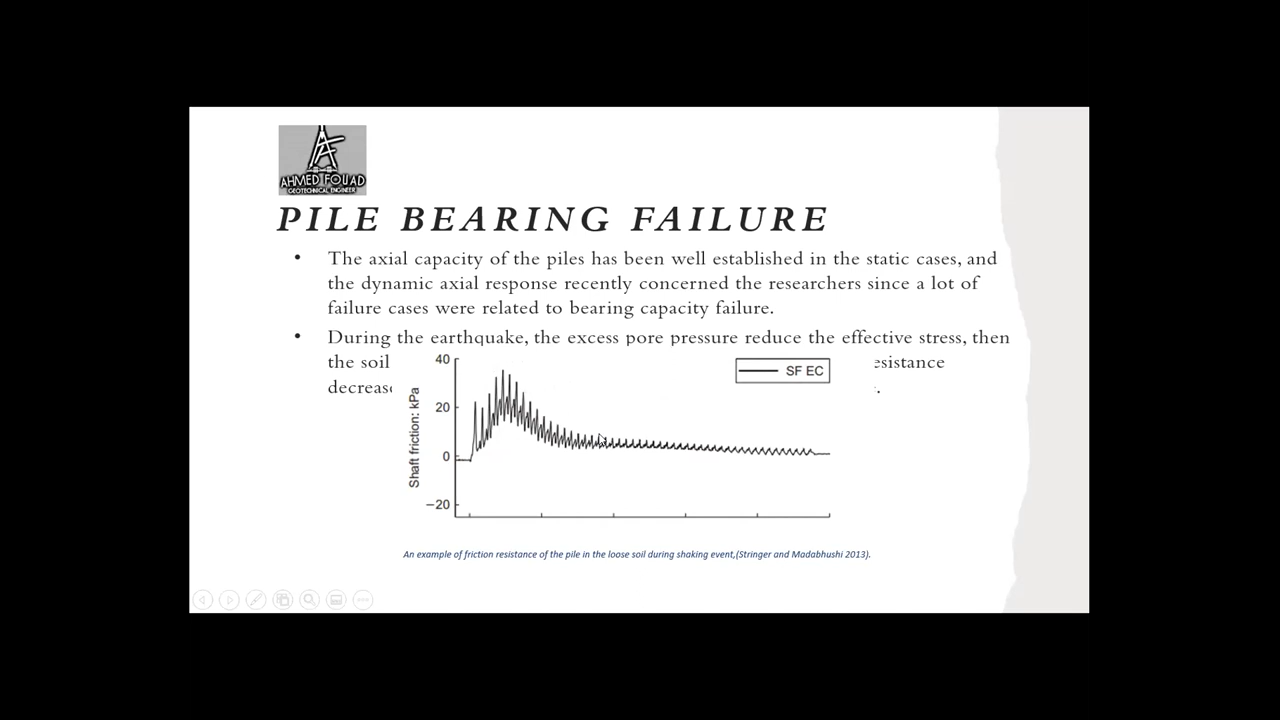 AHMED FOUAD
GEOTECHNICAL ENGINEER
PILE BEARING FAILURE
• The axial capacity of the piles has been well established in the static cases, and
the dynamic axial response recently concerned the researchers since a lot of
failure cases were related to bearing capacity failure.
• During the earthquake, the excess pore pressure reduce the effective stress, then
the soil esistance
decreas .
40
20
0
−20
Shaft friction: kPa
SF EC
An example of friction resistance of the pile in the loose soil during shaking event,(Stringer and Madabhushi 2013).